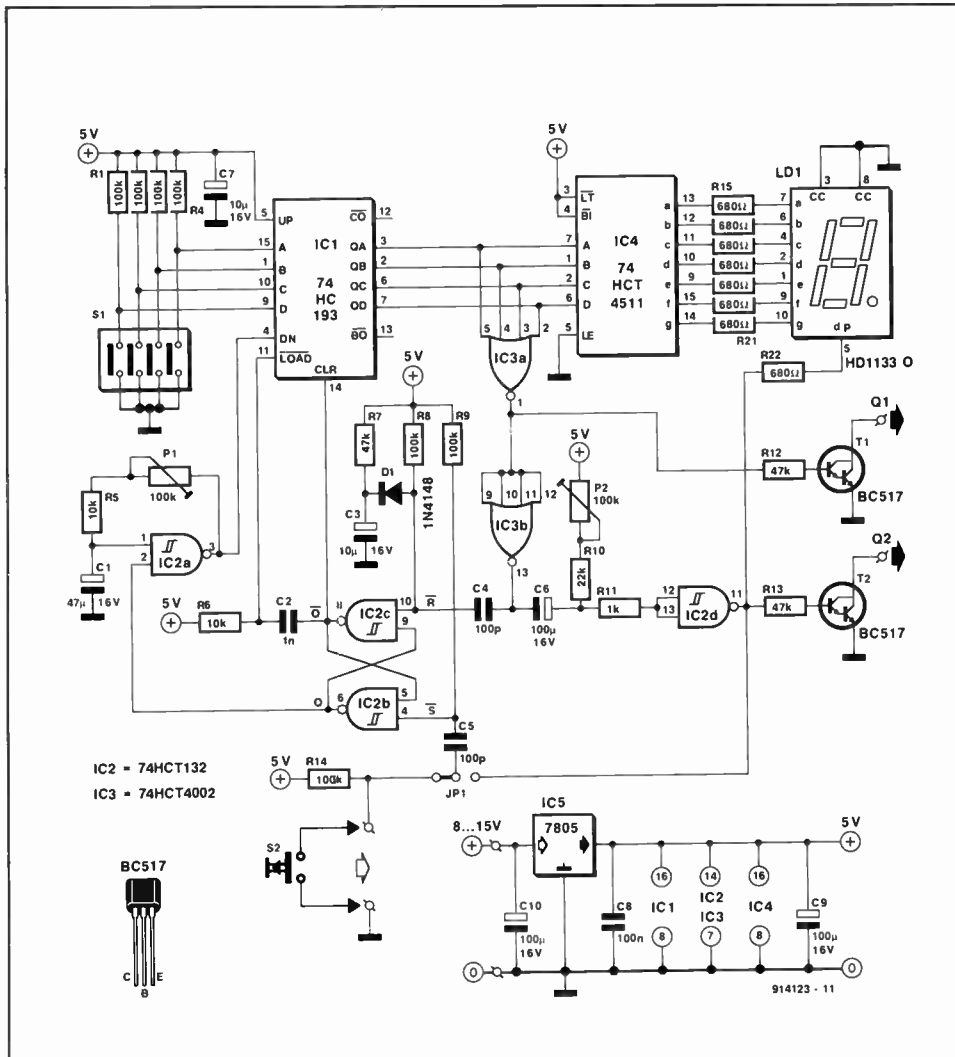 5V
R1
100k
100k
100k
100k
R4
C7
10µ
16V
S1
5
UP
15
A
1
B
10
C
9
D
4
DN
11
LOAD
CLR
14
IC1
74
HC
193
CO
12
QA
3
QB
2
QC
6
QD
7
BO
13
5V
3
LT
4
BI
IC4
74
HCT
4511
7
A
1
B
2
C
6
D
5
LE
a
13
b
12
c
11
d
10
e
9
f
15
g
14
R15
680Ω
680Ω
680Ω
680Ω
680Ω
680Ω
680Ω
R21
LD1
3
8
CC
CC
7
a
6
b
4
c
2
d
1
e
9
f
10
g
dp
5
HD1133 O
R22
680Ω
5
4
3
2
IC3a
1
P1
100k
R5
10k
C1
47µ
16V
1
2
IC2a
3
5V
R7
47k
R8
100k
R9
100k
D1
1N4148
C3
10µ
16V
9
10
11
12
IC3b
13
5V
P2
100k
R10
22k
R12
47k
Q1
T1
BC517
Q2
T2
BC517
R13
47k
5V
R6
10k
C2
1n
Q
11
IC2c
10
9
R
C4
100p
C6
100µ
16V
R11
1k
12
13
IC2d
11
Q
6
IC2b
5
4
S
C5
100p
JP1
5V
R14
100k
S2
IC2 = 74HCT132
IC3 = 74HCT4002
BC517
C
B
E
8...15V
IC5
7805
5V
C10
100µ
16V
C8
100n
16
14
16
IC1
IC2
IC3
IC4
8
7
8
C9
100µ
16V
0
0
914123 - 11